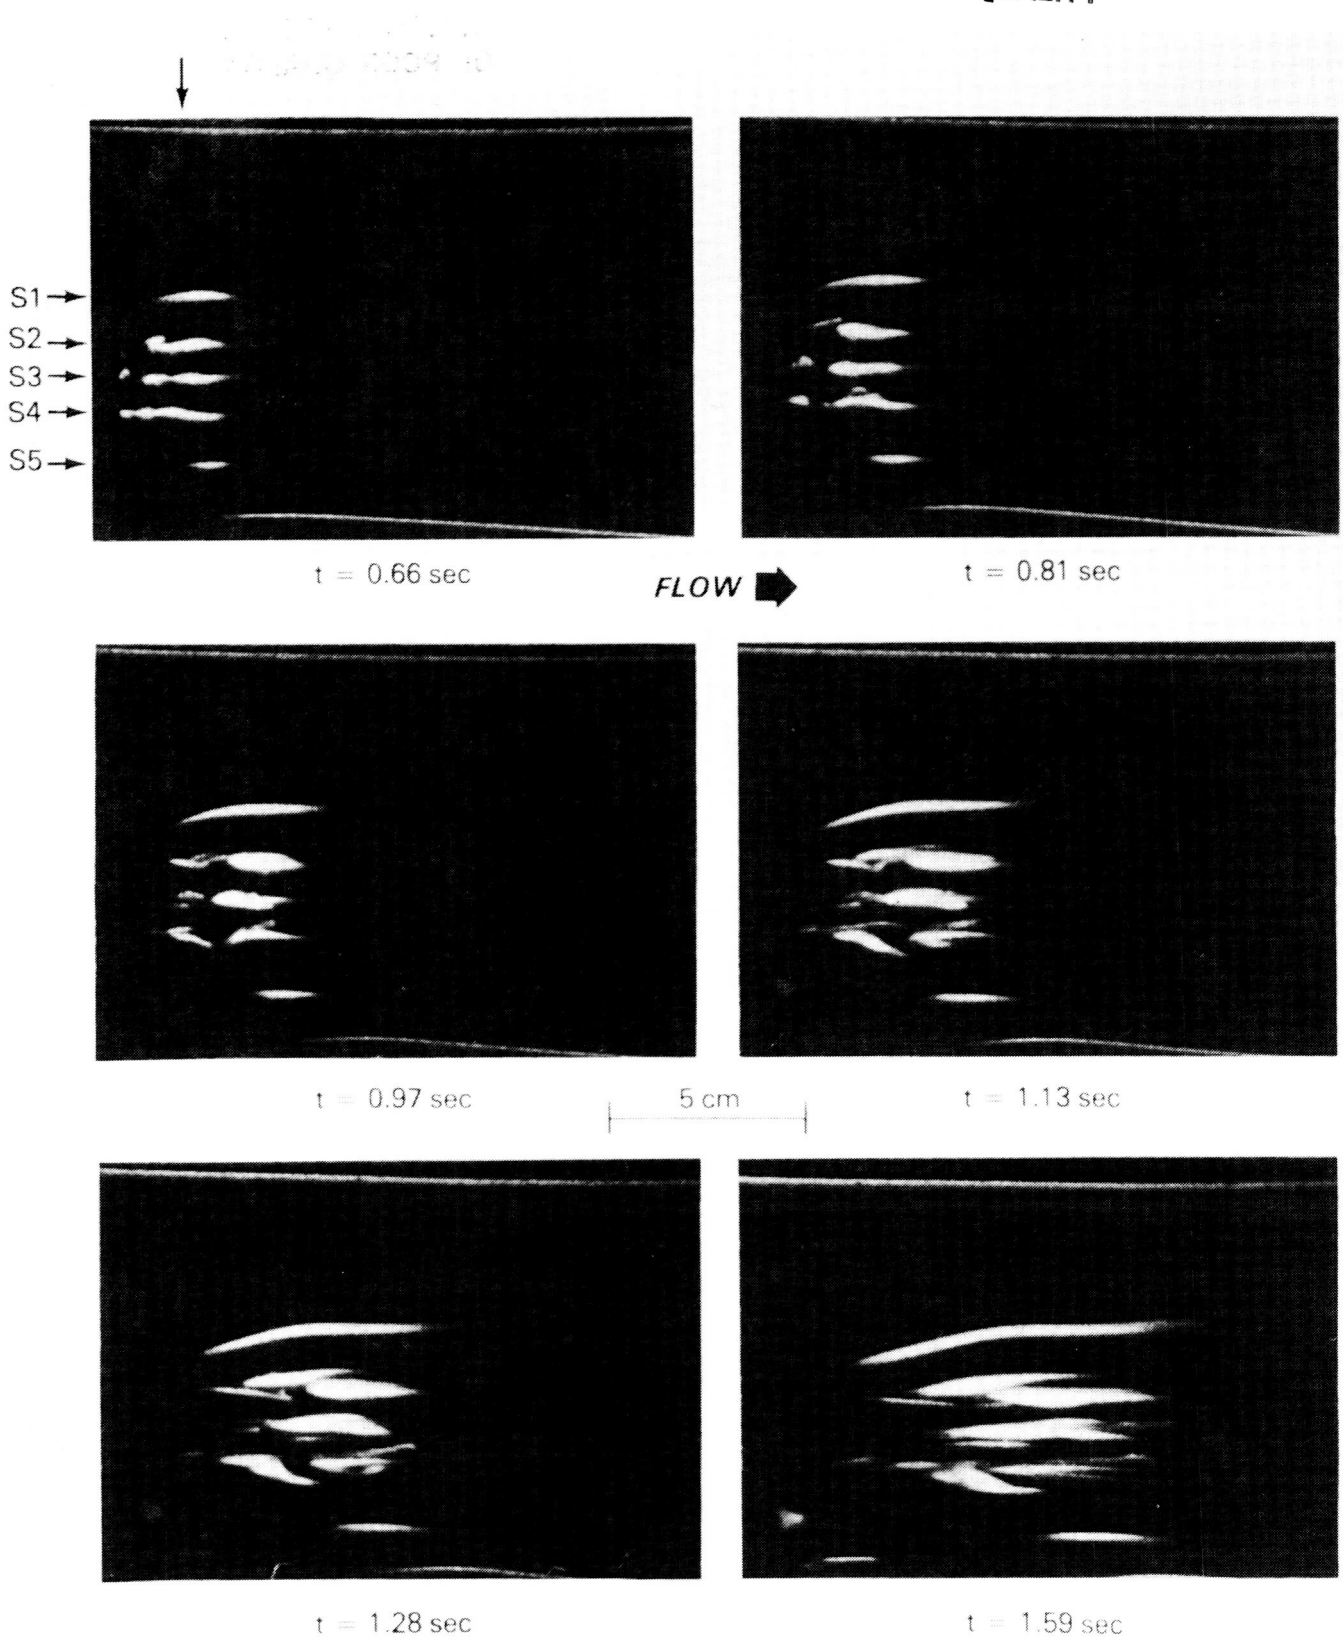 S1
S2
S3
S4
S5
t = 0.66 sec
FLOW
t = 0.81 sec
t = 0.97 sec
5 cm
t = 1.13 sec
t = 1.28 sec
t = 1.59 sec